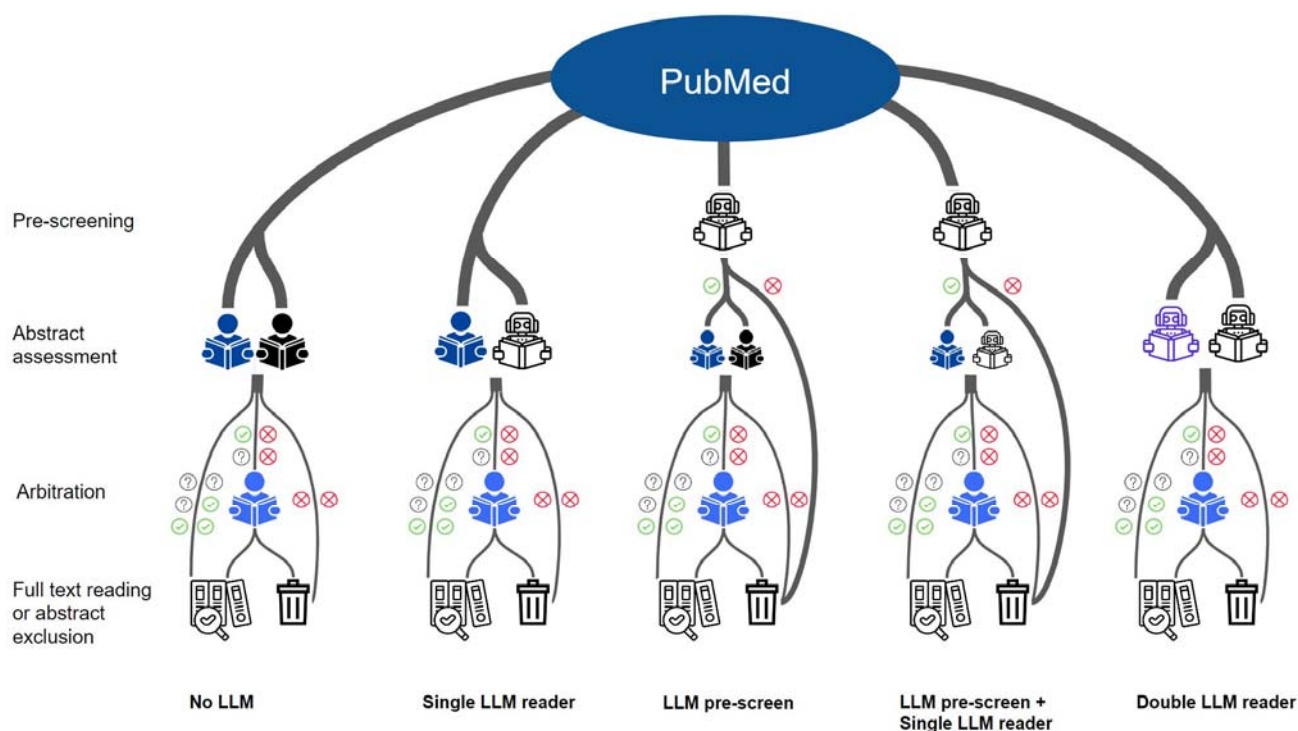 PubMed
Pre-screening
Abstract
assessment
Arbitration
Full text reading
or abstract
exclusion
No LLM
Single LLM reader
LLM pre-screen
LLM pre-screen +
Single LLM reader
Double LLM reader